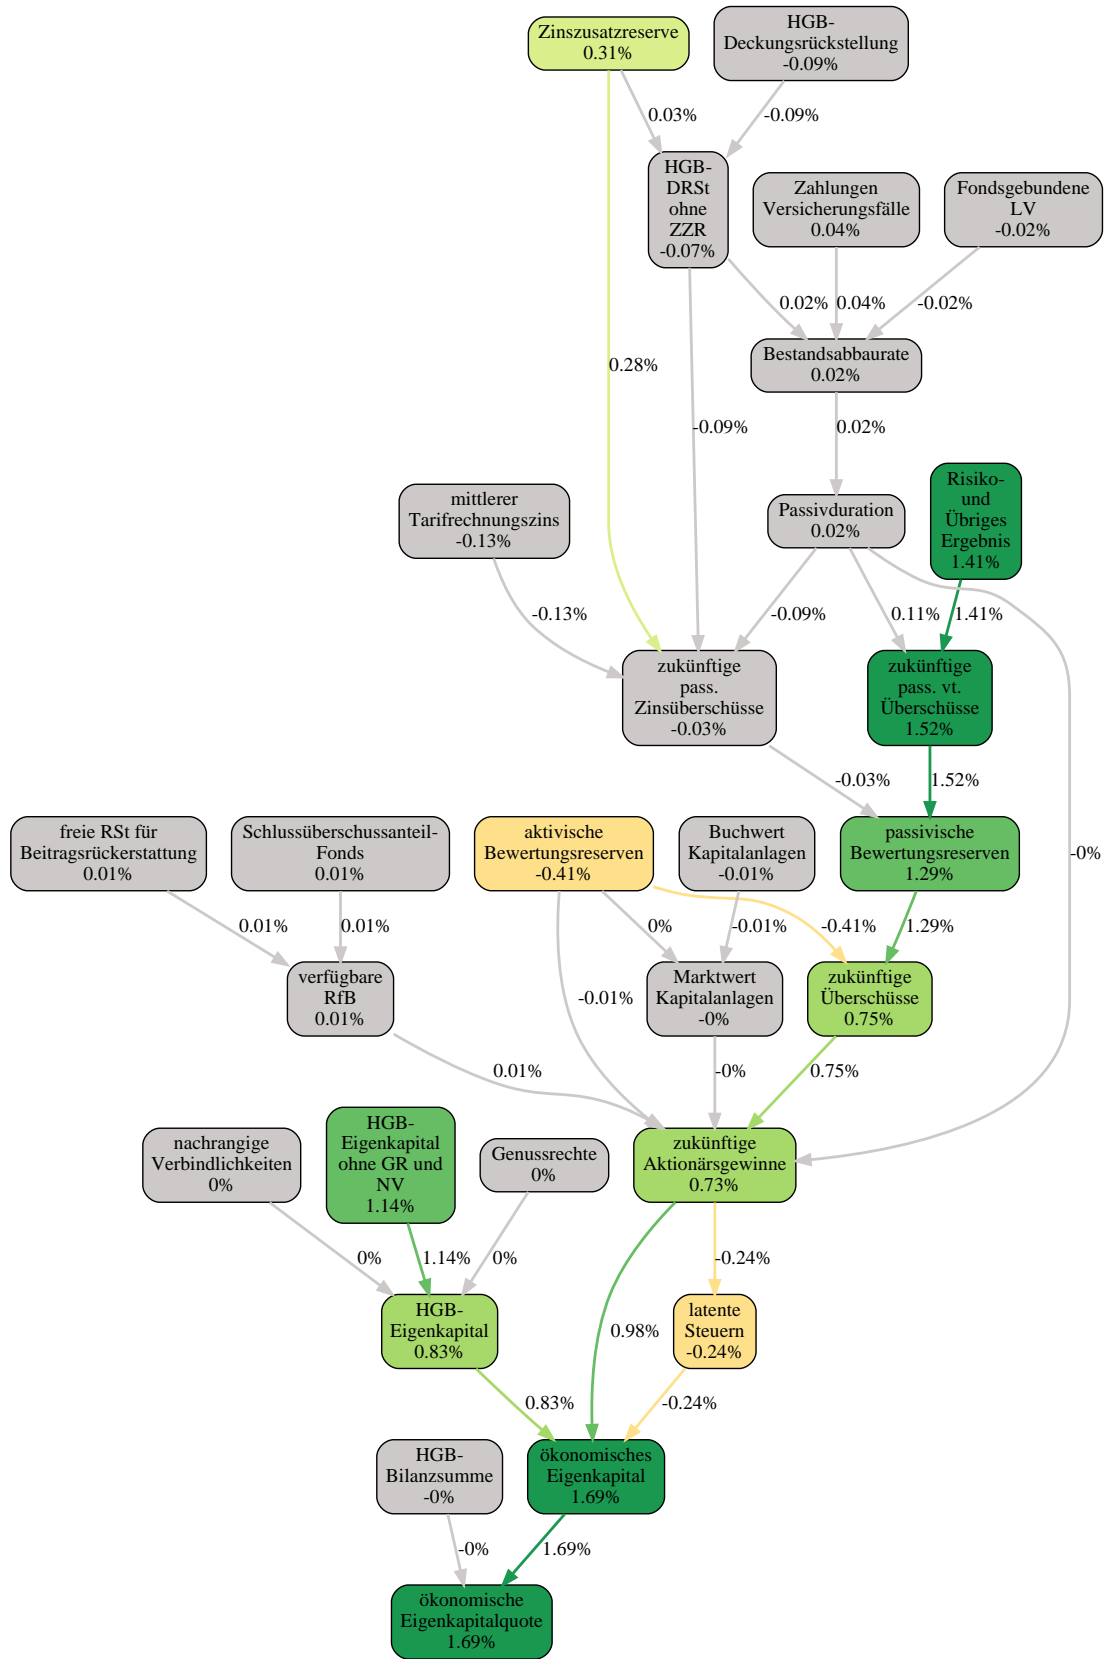 Zinszusatzreserve
0.31%
HGB-
Deckungsrückstellung
-0.09%
0.03%
-0.09%
HGB-
DRSt
ohne
ZZR
-0.07%
Zahlungen
Versicherungsfälle
0.04%
Fondsgebundene
LV
-0.02%
0.02%
0.04%
-0.02%
Bestandsabbaurate
0.02%
0.28%
-0.09%
0.02%
mittlerer
Tarifrechnungszins
-0.13%
Passivduration
0.02%
Risiko-
und
Übriges
Ergebnis
1.41%
-0.13%
-0.09%
0.11%
1.41%
zukünftige
pass.
Zinsüberschüsse
-0.03%
zukünftige
pass. vt.
Überschüsse
1.52%
-0.03%
1.52%
freie RSt für
Beitragsrückerstattung
0.01%
Schlussüberschussanteil-
Fonds
0.01%
aktivische
Bewertungsreserven
-0.41%
Buchwert
Kapitalanlagen
-0.01%
passivische
Bewertungsreserven
1.29%
-0%
0.01%
0.01%
0%
-0.01%
-0.41%
1.29%
verfügbare
RfB
0.01%
-0.01%
Marktwert
Kapitalanlagen
-0%
zukünftige
Überschüsse
0.75%
0.01%
-0%
0.75%
nachrangige
Verbindlichkeiten
0%
HGB-
Eigenkapital
ohne GR und
NV
1.14%
Genussrechte
0%
zukünftige
Aktionärsgewinne
0.73%
0%
1.14%
0%
-0.24%
HGB-
Eigenkapital
0.83%
0.98%
latente
Steuern
-0.24%
0.83%
-0.24%
HGB-
Bilanzsumme
-0%
ökonomisches
Eigenkapital
1.69%
-0%
1.69%
ökonomische
Eigenkapitalquote
1.69%